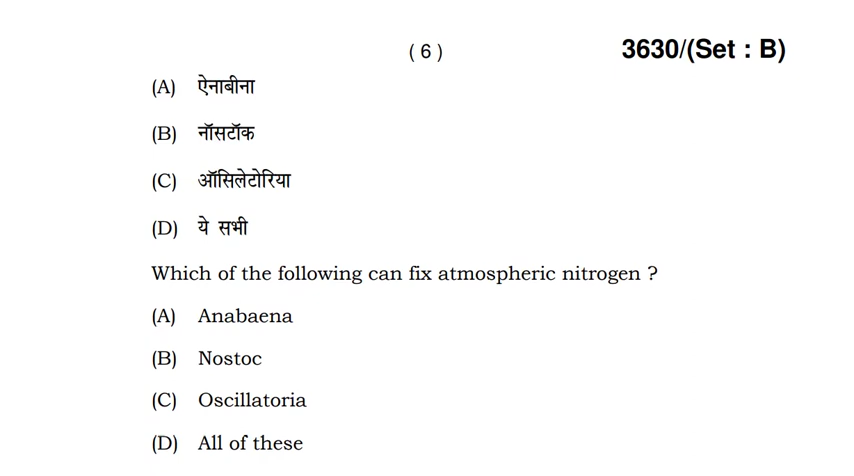 ( 6 ) 3630/(Set : B)
(A) ऐनाबीना
(B) नॉसटॉक
(C) ऑसिलेटोरिया
(D) ये सभी
Which of the following can fix atmospheric nitrogen ?
(A) Anabaena
(B) Nostoc
(C) Oscillatoria
(D) All of these